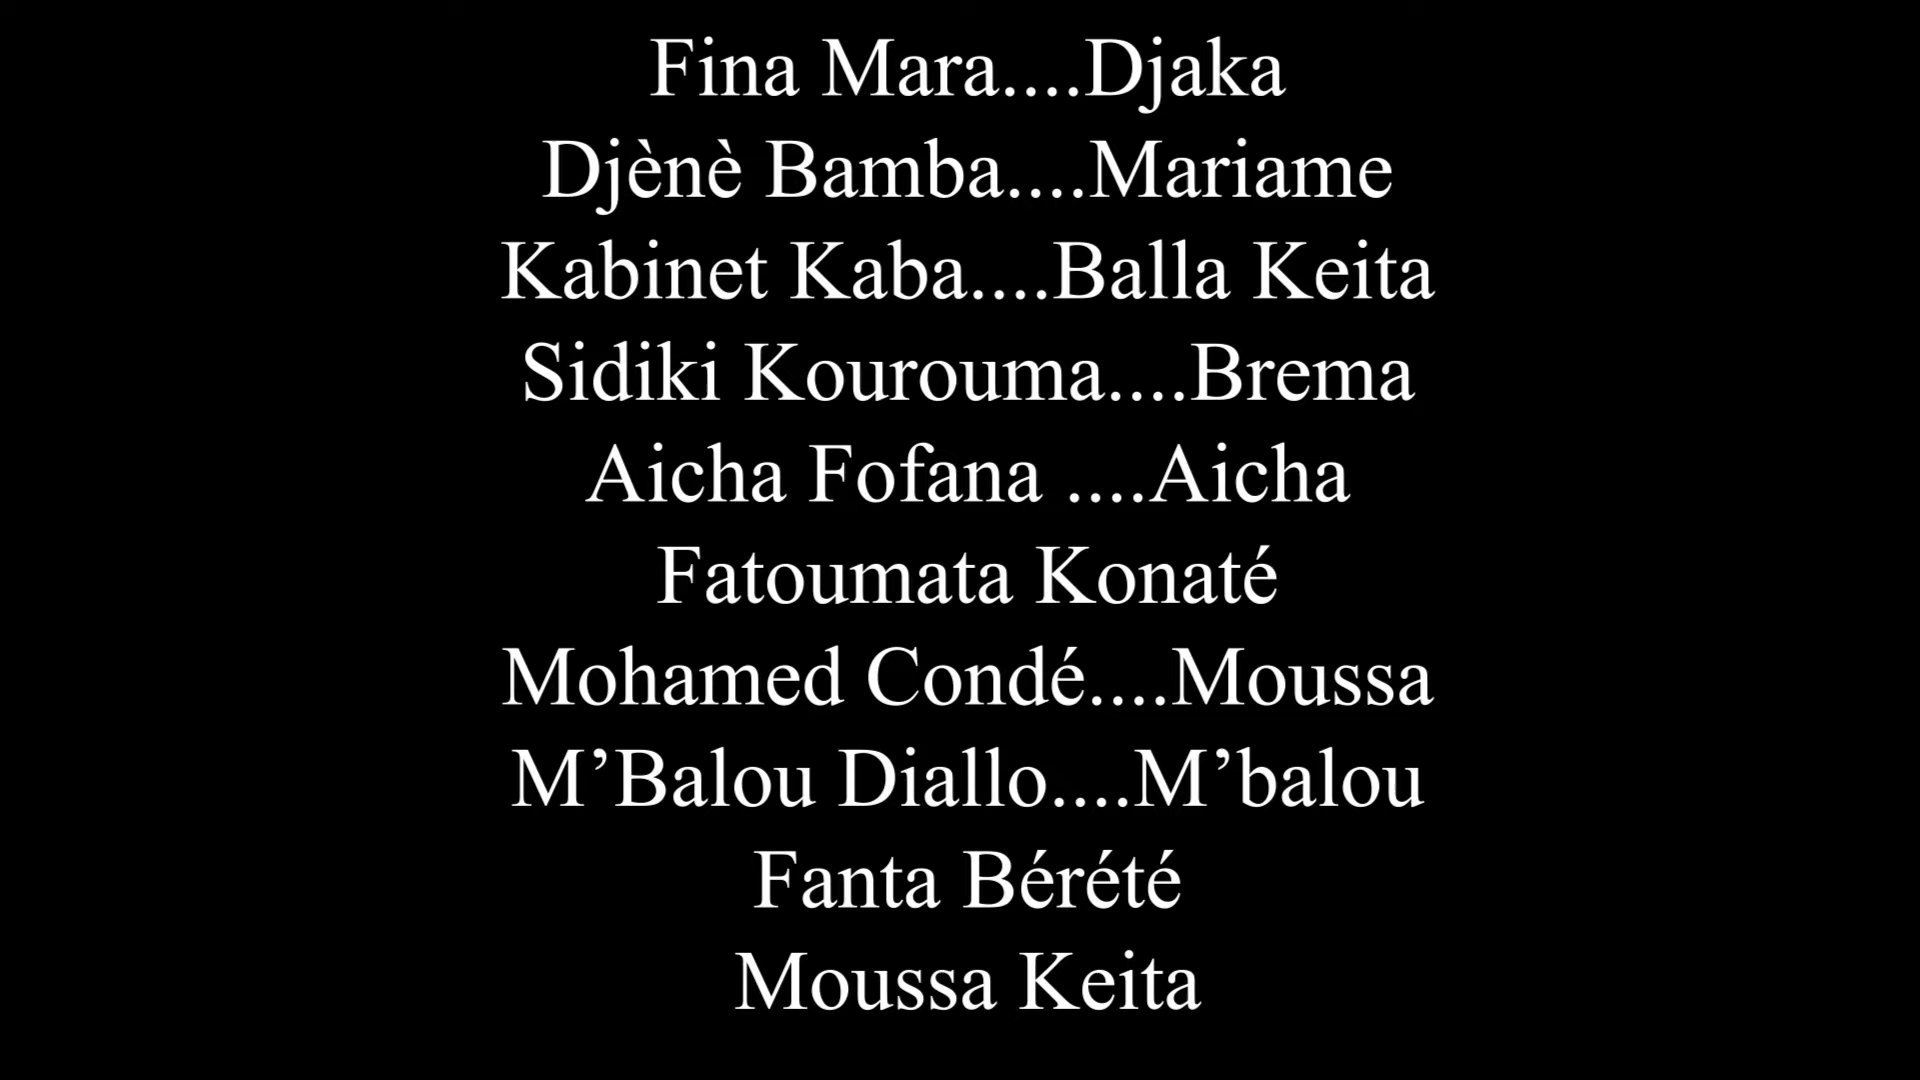 Fina Mara....Djaka
Djènè Bamba....Mariame
Kabinet Kaba....Balla Keita
Sidiki Kourouma....Brema
Aicha Fofana ....Aicha
Fatoumata Konaté
Mohamed Condé....Moussa
M’Balou Diallo....M’balou
Fanta Bérété
Moussa Keita